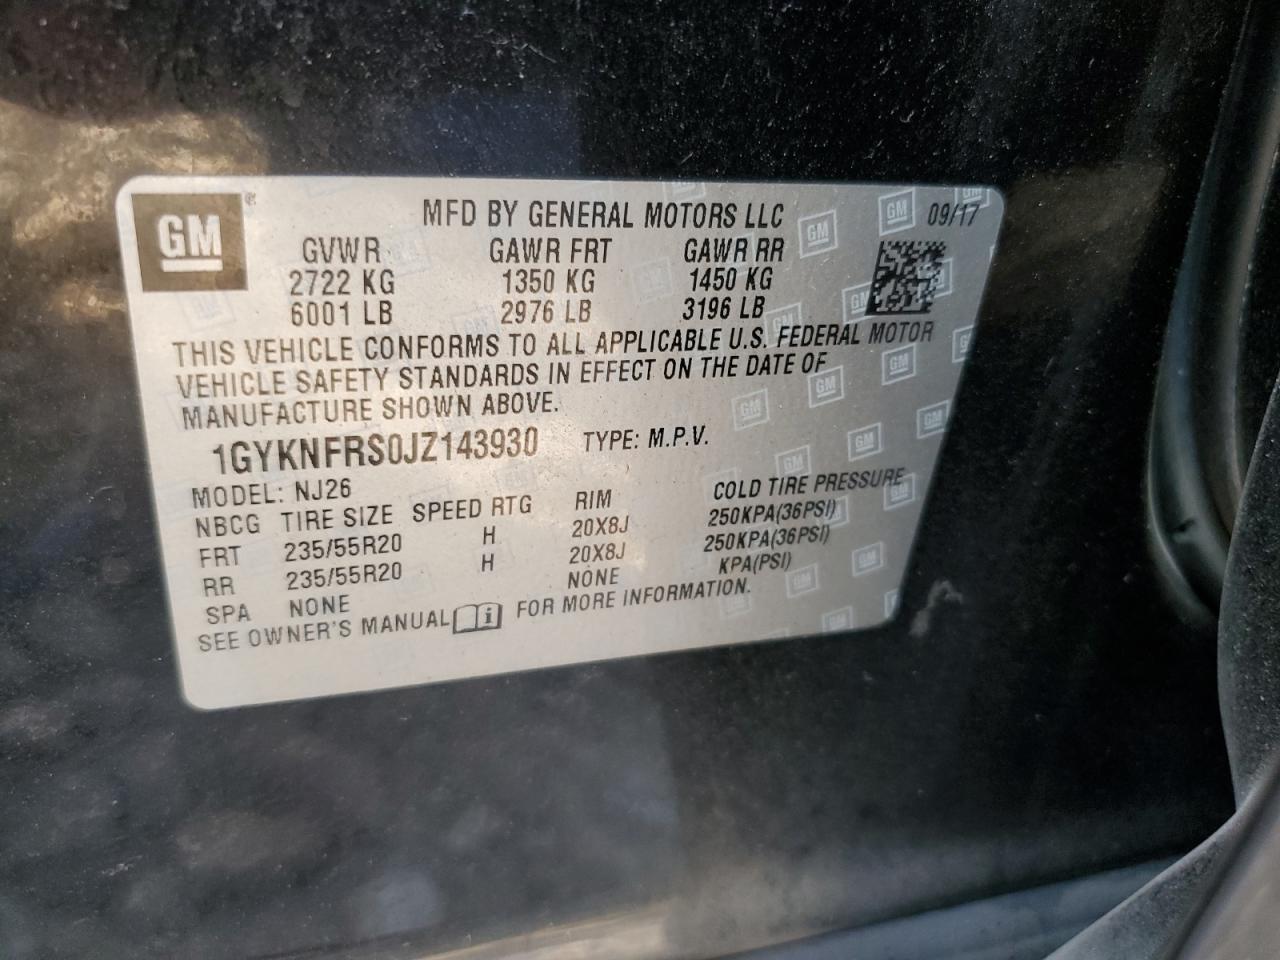 GM ®
MFD BY GENERAL MOTORS LLC 09/17
GVWR GAWR FRT GAWR RR
2722 KG 1350 KG 1450 KG
6001 LB 2976 LB 3196 LB
THIS VEHICLE CONFORMS TO ALL APPLICABLE U.S. FEDERAL MOTOR
VEHICLE SAFETY STANDARDS IN EFFECT ON THE DATE OF
MANUFACTURE SHOWN ABOVE.
1GYKNFRS0JZ143930 TYPE: M.P.V.
MODEL: NJ26
NBCG TIRE SIZE SPEED RTG RIM COLD TIRE PRESSURE
FRT 235/55R20 H 20X8J 250KPA(36PSI)
RR 235/55R20 H 20X8J 250KPA(36PSI)
SPA NONE NONE KPA(PSI)
SEE OWNER'S MANUAL FOR MORE INFORMATION.